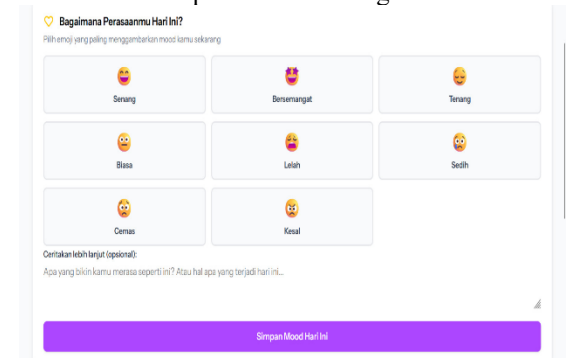 Bagaimana Perasaanmu Hari Ini?
Pilih emoji yang paling menggambarkan mood kamu sekarang
Senang
Bersemangat
Tenang
Biasa
Lelah
Sedih
Cemas
Kesal
Ceritakan lebih lanjut (opsional):
Apa yang bikin kamu merasa seperti ini? Atau hal apa yang terjadi hari ini...
Simpan Mood Hari Ini